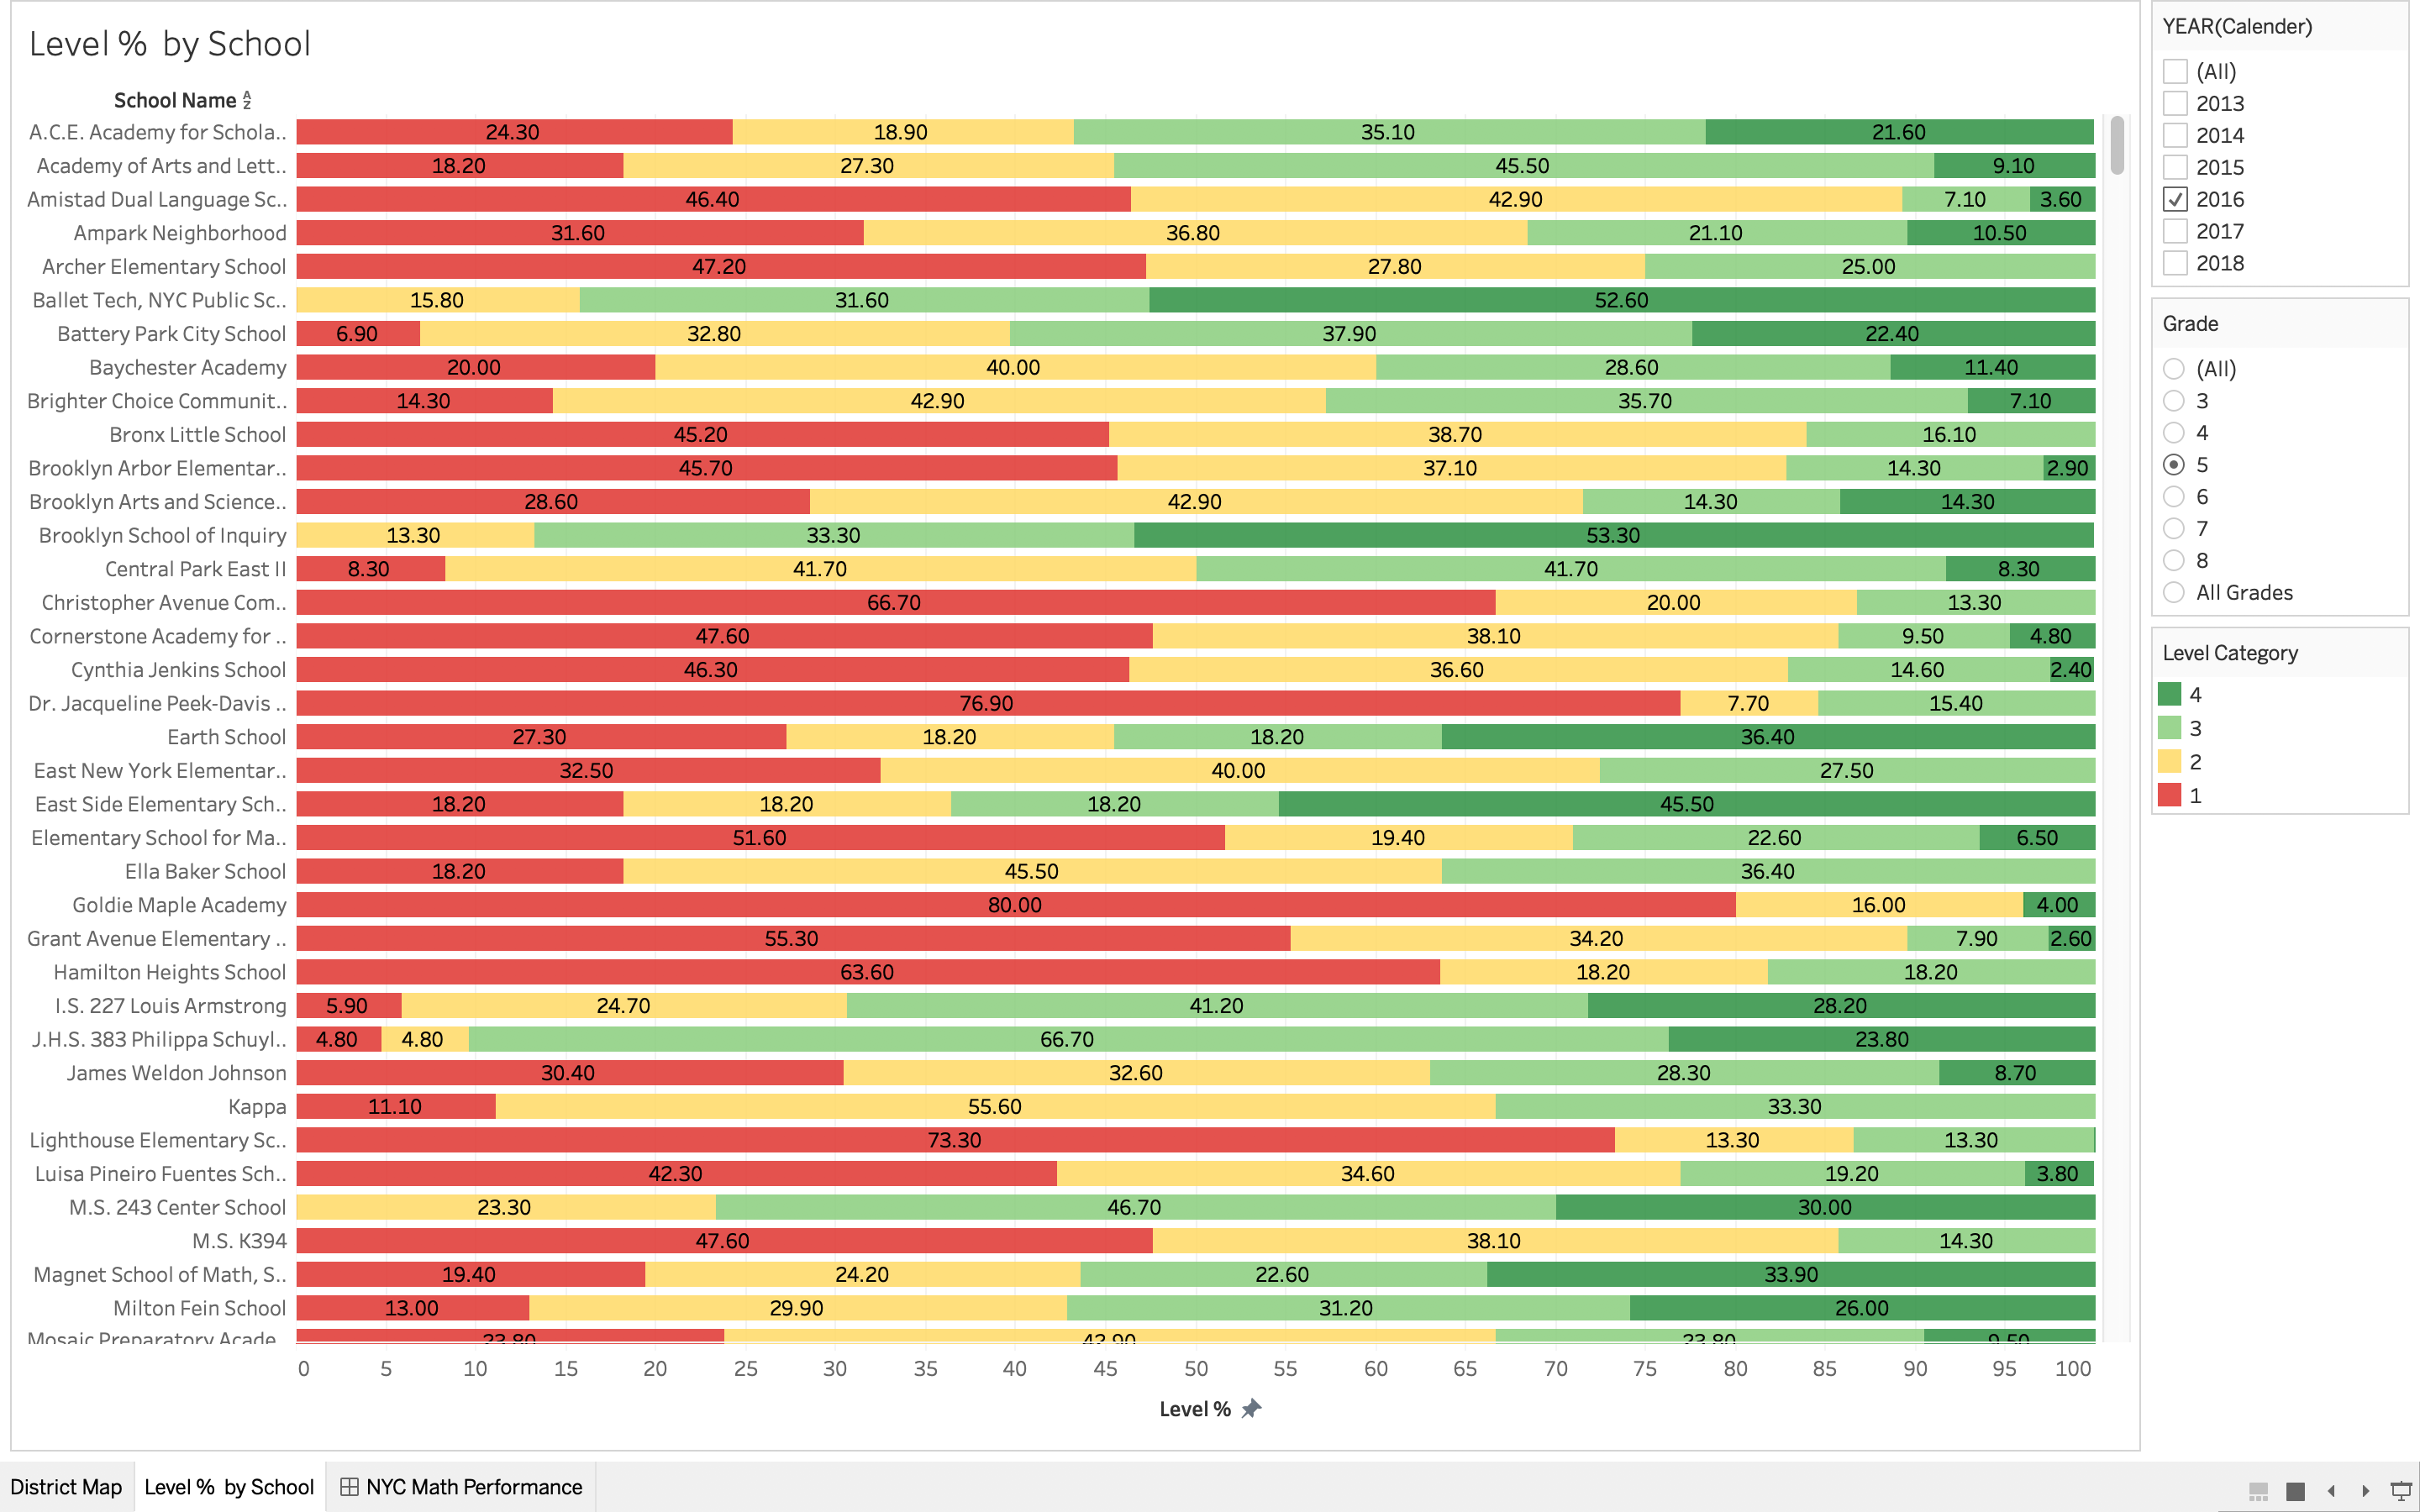 Level %  by School
School Name
A.C.E. Academy for Schola.. 24.30 18.90 35.10 21.60
Academy of Arts and Lett.. 18.20 27.30 45.50 9.10
Amistad Dual Language Sc.. 46.40 42.90 7.10 3.60
Ampark Neighborhood 31.60 36.80 21.10 10.50
Archer Elementary School 47.20 27.80 25.00
Ballet Tech, NYC Public Sc.. 15.80 31.60 52.60
Battery Park City School 6.90 32.80 37.90 22.40
Baychester Academy 20.00 40.00 28.60 11.40
Brighter Choice Communit.. 14.30 42.90 35.70 7.10
Bronx Little School 45.20 38.70 16.10
Brooklyn Arbor Elementar.. 45.70 37.10 14.30 2.90
Brooklyn Arts and Science.. 28.60 42.90 14.30 14.30
Brooklyn School of Inquiry 13.30 33.30 53.30
Central Park East II 8.30 41.70 41.70 8.30
Christopher Avenue Com.. 66.70 20.00 13.30
Cornerstone Academy for .. 47.60 38.10 9.50 4.80
Cynthia Jenkins School 46.30 36.60 14.60 2.40
Dr. Jacqueline Peek-Davis .. 76.90 7.70 15.40
Earth School 27.30 18.20 18.20 36.40
East New York Elementar.. 32.50 40.00 27.50
East Side Elementary Sch.. 18.20 18.20 18.20 45.50
Elementary School for Ma.. 51.60 19.40 22.60 6.50
Ella Baker School 18.20 45.50 36.40
Goldie Maple Academy 80.00 16.00 4.00
Grant Avenue Elementary .. 55.30 34.20 7.90 2.60
Hamilton Heights School 63.60 18.20 18.20
I.S. 227 Louis Armstrong 5.90 24.70 41.20 28.20
J.H.S. 383 Philippa Schuyl.. 4.80 4.80 66.70 23.80
James Weldon Johnson 30.40 32.60 28.30 8.70
Kappa 11.10 55.60 33.30
Lighthouse Elementary Sc.. 73.30 13.30 13.30
Luisa Pineiro Fuentes Sch.. 42.30 34.60 19.20 3.80
M.S. 243 Center School 23.30 46.70 30.00
M.S. K394 47.60 38.10 14.30
Magnet School of Math, S.. 19.40 24.20 22.60 33.90
Milton Fein School 13.00 29.90 31.20 26.00
Mosaic Preparatory Acade.. 23.80 42.90 23.80 9.50
0 5 10 15 20 25 30 35 40 45 50 55 60 65 70 75 80 85 90 95 100
Level %
YEAR(Calender)
(All)
2013
2014
2015
2016
2017
2018
Grade
(All)
3
4
5
6
7
8
All Grades
Level Category
4
3
2
1
District Map
Level %  by School
NYC Math Performance